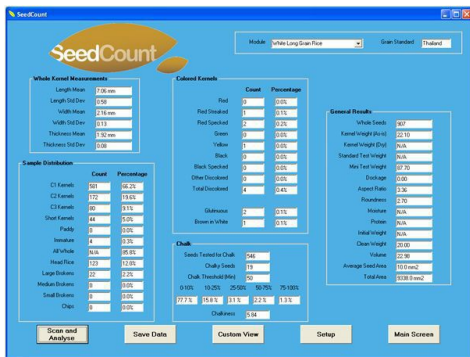 SeedCount
SeedCount
Module White Long Grain Rice Grain Standard Thailand
Whole Kernel Measurements
Length Mean 7.06 mm
Length Std.Dev 0.58
Width Mean 2.16 mm
Width Std.Dev 0.13
Thickness Mean 1.92 mm
Thickness Std.Dev 0.08
Sample Distribution
Count Percentage
C1 Kernels 581 66.2%
C2 Kernels 172 19.6%
C3 Kernels 80 9.1%
Short Kernels 44 5.0%
Paddy 0 0.0%
Immature 4 0.3%
All Whole N/A 85.8%
Head Rice 123 12.0%
Large Brokens 22 2.2%
Medium Brokens 0 0.0%
Small Brokens 0 0.0%
Chips 0 0.0%
Colored Kernels
Count Percentage
Red 0 0.0%
Red Streaked 1 0.1%
Red Specked 2 0.2%
Green 0 0.0%
Yellow 1 0.1%
Black 0 0.0%
Black Specked 0 0.0%
Other Discolored 0 0.0%
Total Discolored 4 0.4%
Glutinuous 2 0.1%
Brown in White 1 0.1%
Chalk
Seeds Tested for Chalk 546
Chalky Seeds 19
Chalk Threshold (Min) 50
0-10% 10-25% 25-50% 50-75% 75-100%
77.7 % 15.8 % 3.1 % 2.2 % 1.3 %
Chalkiness 5.84
General Results
Whole Seeds 907
Kernel Weight (As-is) 22.10
Kernel Weight (Dry) N/A
Standard Test Weight N/A
Mini Test Weight 87.70
Dockage 0.00
Aspect Ratio 3.36
Roundness 2.70
Moisture N/A
Protein N/A
Initial Weight N/A
Clean Weight 20.00
Volume 22.98
Average Seed Area 10.0 mm2
Total Area 9338.9 mm2
Scan and
Analyse
Save Data
Custom View
Setup
Main Screen